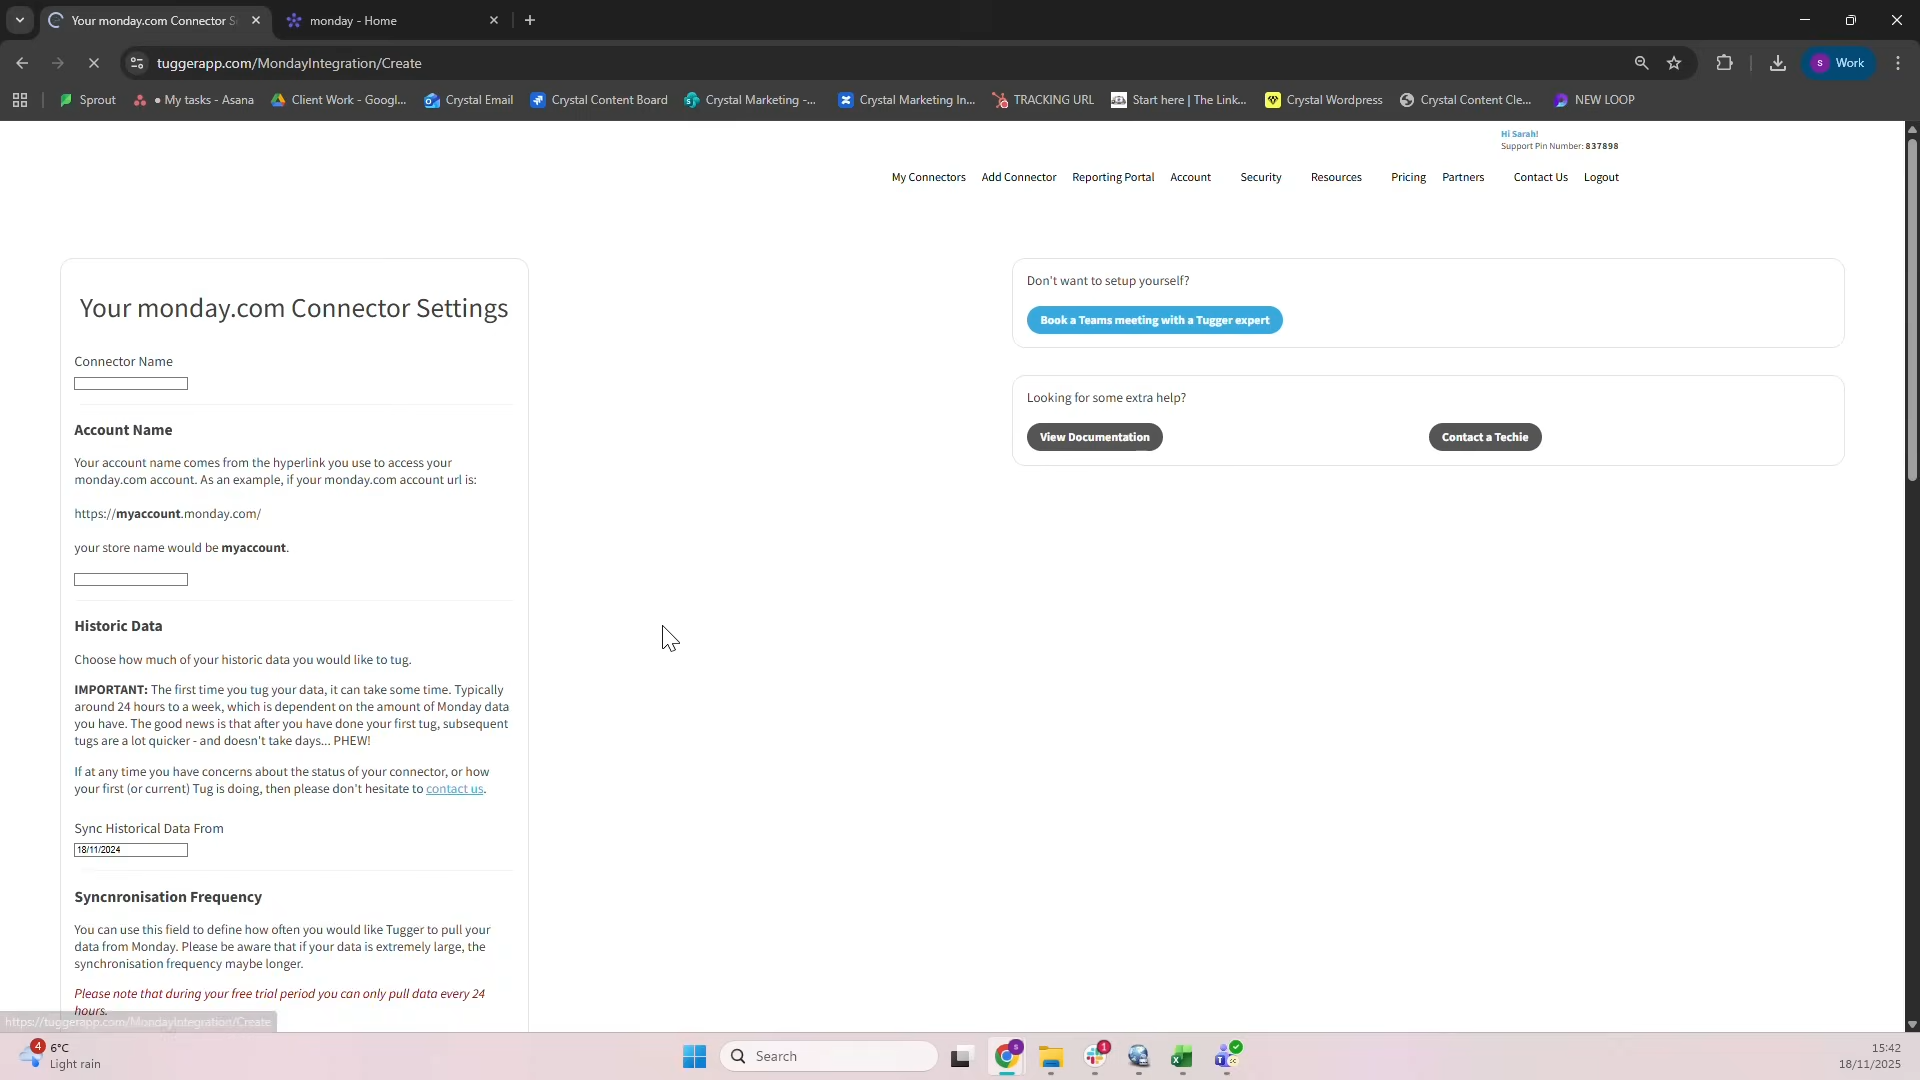 Your monday.com Connector S
monday - Home
tuggerapp.com/MondayIntegration/Create
S Work
Sprout
• My tasks - Asana
Client Work - Googl...
Crystal Email
Crystal Content Board
Crystal Marketing -...
Crystal Marketing In...
TRACKING URL
Start here | The Link...
Crystal Wordpress
Crystal Content Cle...
NEW LOOP
Hi Sarah!
Support Pin Number: 837898
My Connectors Add Connector Reporting Portal Account Security Resources Pricing Partners Contact Us Logout
Your monday.com Connector Settings
Connector Name
Account Name
Your account name comes from the hyperlink you use to access your
monday.com account. As an example, if your monday.com account url is:
https://myaccount.monday.com/
your store name would be myaccount.
Historic Data
Choose how much of your historic data you would like to tug.
IMPORTANT: The first time you tug your data, it can take some time. Typically
around 24 hours to a week, which is dependent on the amount of Monday data
you have. The good news is that after you have done your first tug, subsequent
tugs are a lot quicker - and doesn't take days... PHEW!
If at any time you have concerns about the status of your connector, or how
your first (or current) Tug is doing, then please don't hesitate to contact us.
Sync Historical Data From
18/11/2024
Syncnronisation Frequency
You can use this field to define how often you would like Tugger to pull your
data from Monday. Please be aware that if your data is extremely large, the
synchronisation frequency maybe longer.
Please note that during your free trial period you can only pull data every 24
hours.
Don't want to setup yourself?
Book a Teams meeting with a Tugger expert
Looking for some extra help?
View Documentation
Contact a Techie
https://tuggerapp.com/MondayIntegration/Create
4
6°C
Light rain
Search
1
15:42
18/11/2025